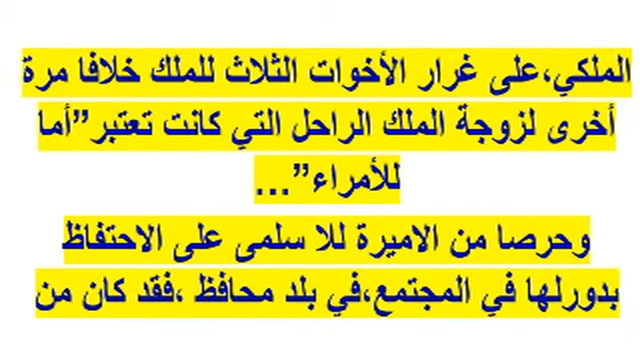 الملكي،على غرار الأخوات الثلاث للملك خلافا مرة
أخرى لزوجة الملك الراحل التي كانت تعتبر”أما
للأمراء”...
وحرصا من الاميرة للا سلمى على الاحتفاظ
بدورلها في المجتمع،في بلد محافظ ،فقد كان من